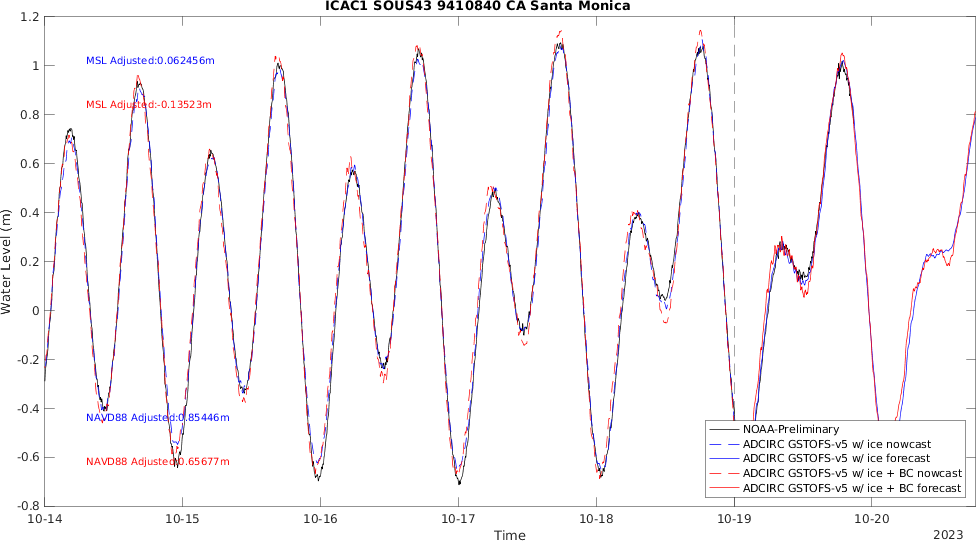 ICAC1 SOUS43 9410840 CA Santa Monica
1.2
1
0.8
0.6
0.4
0.2
0
-0.2
-0.4
-0.6
-0.8
Water Level (m)
MSL Adjusted:0.062456m
MSL Adjusted:-0.13523m
NAVD88 Adjusted:0.85446m
NAVD88 Adjusted:0.65677m
NOAA-Preliminary
ADCIRC GSTOFS-v5 w/ ice nowcast
ADCIRC GSTOFS-v5 w/ ice forecast
ADCIRC GSTOFS-v5 w/ ice + BC nowcast
ADCIRC GSTOFS-v5 w/ ice + BC forecast
10-14 10-15 10-16 10-17 10-18 10-19 10-20
Time
2023